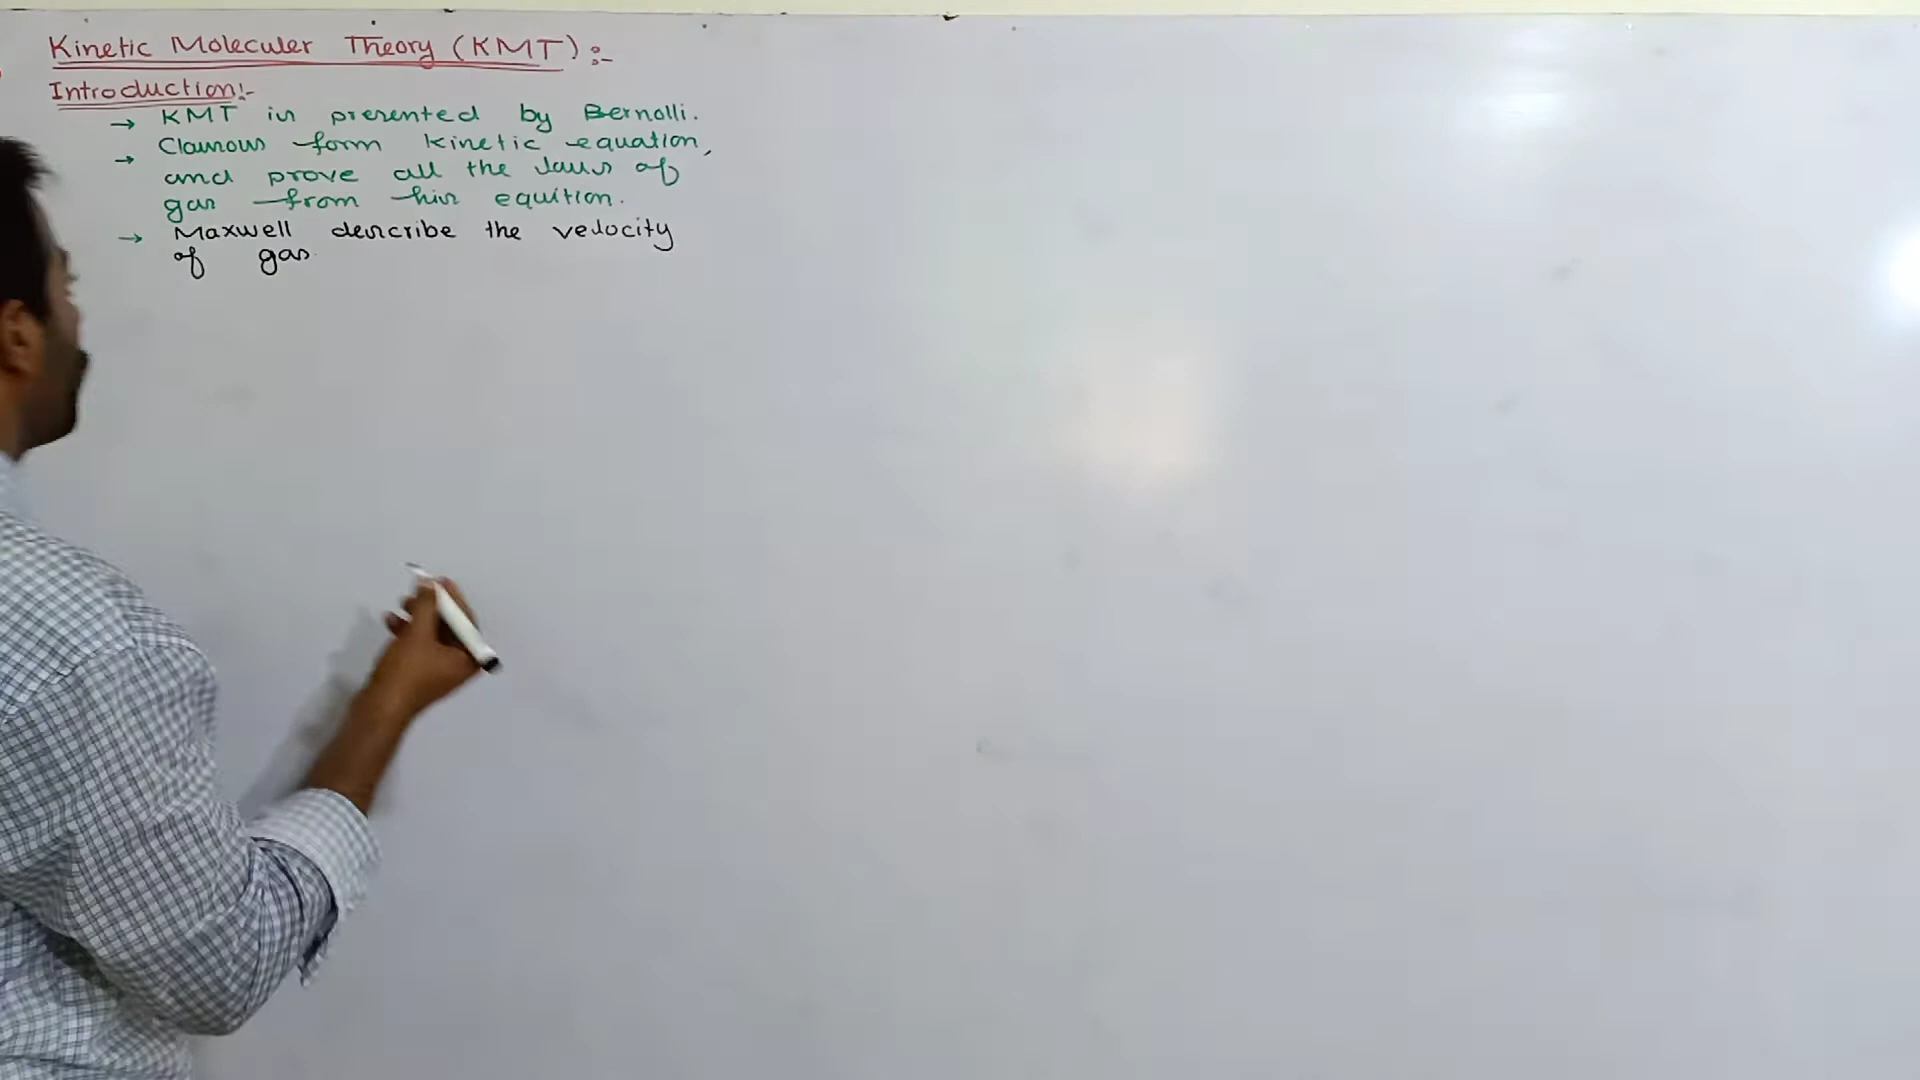 Kinetic Moleculer Theory (KMT):-
Introduction:-
→ KMT is presented by Bernolli.
→ Clausous form kinetic equation,
and prove all the laws of
gas from his equition.
→ Maxwell describe the velocity
of gas.